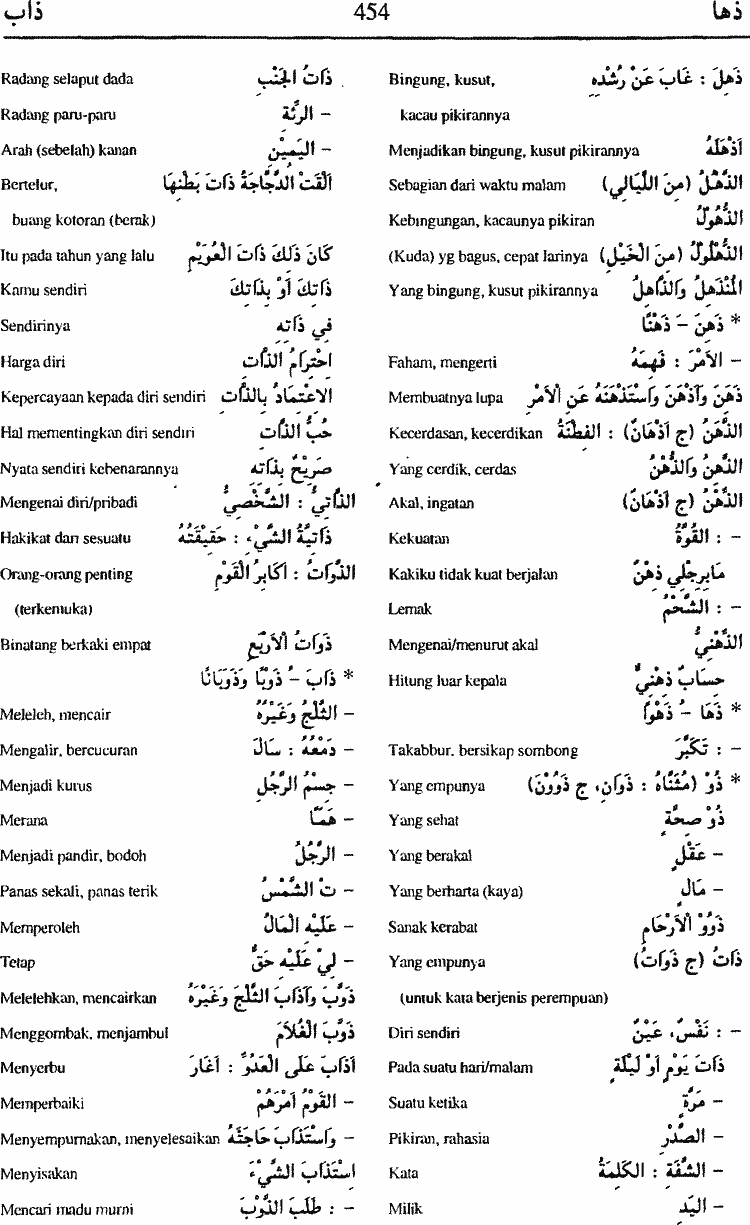 ذها 454 ذاب
ذَهِلَ : غَابَ عَنْ رُشْدِهِ Bingung, kusut,
kacau pikirannya
أَذْهَلَهُ Menjadikan bingung, kusut pikirannya
الذَّهْلُ (مِنَ اللَّيَالِي) Sebagian dari waktu malam
الذُّهُولُ Kebingungan, kacaunya pikiran
الذُّهْلُولُ (مِنَ الْخَيْلِ) (Kuda) yg bagus, cepat larinya
الْمُنْذَهِلُ وَالذَّاهِلُ Yang bingung, kusut pikirannya
* ذَهِنَ – ذَهَنًا
– الأَمْرَ : فَهِمَهُ Faham, mengerti
ذَهَنَ وَأَذْهَنَ وَاسْتَذْهَنَهُ عَنِ الأَمْرِ Membuatnya lupa
الذِّهْنُ (ج أَذْهَانٌ) : الفِطْنَةُ Kecerdasan, kecerdikan
الذَّهِنُ وَالذِّهْنُ Yang cerdik, cerdas
الذِّهْنُ (ج أَذْهَانٌ) Akal, ingatan
– : القُوَّةُ Kekuatan
مَابِرِجْلِي ذِهْنٌ Kakiku tidak kuat berjalan
– : الشَّحْمُ Lemak
الذِّهْنِيُّ Mengenai/menurut akal
حِسَابٌ ذِهْنِيٌّ Hitung luar kepala
* ذَهَا – ذَهْوًا
– : تَكَبَّرَ Takabbur. bersikap sombong
* ذُوْ (مُثَنَّاهُ : ذَوَانِ، ج ذَوُوْنَ) Yang empunya
ذُوْ صِحَّةٍ Yang sehat
– عَقْلٍ Yang berakal
– مَالٍ Yang berharta (kaya)
ذَوُو الأَرْحَامِ Sanak kerabat
ذَاتُ (ج ذَوَاتُ) Yang empunya
(untuk kata berjenis perempuan)
– : نَفْسٌ، عَيْنٌ Diri sendiri
ذَاتَ يَوْمٍ أَوْ لَيْلَةٍ Pada suatu hari/malam
– مَرَّةٍ Suatu ketika
– الصَّدْرِ Pikiran, rahasia
– الشَّفَةِ : الكَلِمَةُ Kata
– اليَدِ Milik
ذَاتُ الجَنْبِ Radang selaput dada
– الرِّئَةِ Radang paru-paru
– اليَمِيْنِ Arah (sebelah) kanan
أَلْقَتِ الدَّجَاجَةُ ذَاتَ بَطْنِهَا Bertelur,
buang kotoran (berak)
كَانَ ذَلِكَ ذَاتَ العُوَيْمِ Itu pada tahun yang lalu
ذَاتَكَ أَوْ بِذَاتِكَ Kamu sendiri
فِي ذَاتِهِ Sendirinya
احْتِرَامُ الذَّاتِ Harga diri
الاعْتِمَادُ بِالذَّاتِ Kepercayaan kepada diri sendiri
حُبُّ الذَّاتِ Hal mementingkan diri sendiri
صَرِيْحٌ بِذَاتِهِ Nyata sendiri kebenarannya
الذَّاتِيُّ : الشَّخْصِيُّ Mengenai diri/pribadi
ذَاتِيَّةُ الشَّيْءِ : حَقِيْقَتُهُ Hakikat dari sesuatu
الذَّوَاتُ : أَكَابِرُ الْقَوْمِ Orang-orang penting
(terkemuka)
ذَوَاتُ الأَرْبَعِ Binatang berkaki empat
* ذَابَ – ذَوْبًا وَذَوَبَانًا
– الثَّلْجُ وَغَيْرُهُ Meleleh, mencair
– دَمْعُهُ : سَالَ Mengalir, bercucuran
– جِسْمُ الرَّجُلِ Menjadi kurus
– هَمًّا Merana
– الرَّجُلُ Menjadi pandir, bodoh
– تِ الشَّمْسُ Panas sekali, panas terik
– عَلَيْهِ الْمَالُ Memperoleh
– لِيْ عَلَيْهِ حَقٌّ Tetap
ذَوَّبَ وَأَذَابَ الثَّلْجَ وَغَيْرَهُ Melelehkan, mencairkan
ذَوَّبَ الْغُلَامَ Menggombak, menjambul
أَذَابَ عَلَى الْعَدُوِّ : أَغَارَ Menyerbu
– القَوْمُ أَمْرَهُمْ Memperbaiki
– وَاسْتَذَابَ حَاجَتَهُ Menyempurnakan, menyelesaikan
اسْتَذَابَ الشَّيْءَ Menyisakan
– : طَلَبَ الذَّوْبَ Mencari madu murni